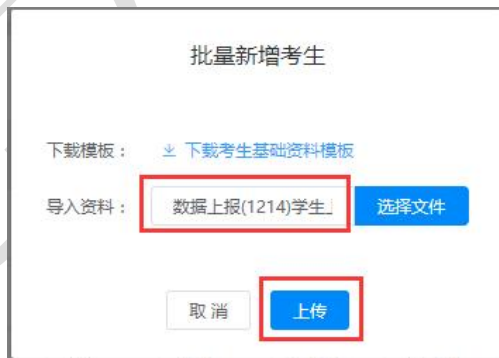 批量新增考生
下载模板： 下载考生基础资料模板
导入资料： 数据上报(1214)学生 选择文件
取消 上传